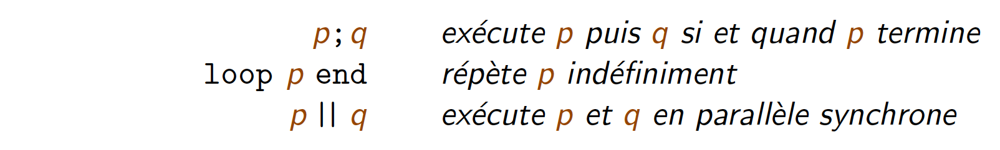 p ; q exécute p puis q si et quand p termine
loop p end répète p indéfiniment
p || q exécute p et q en parallèle synchrone